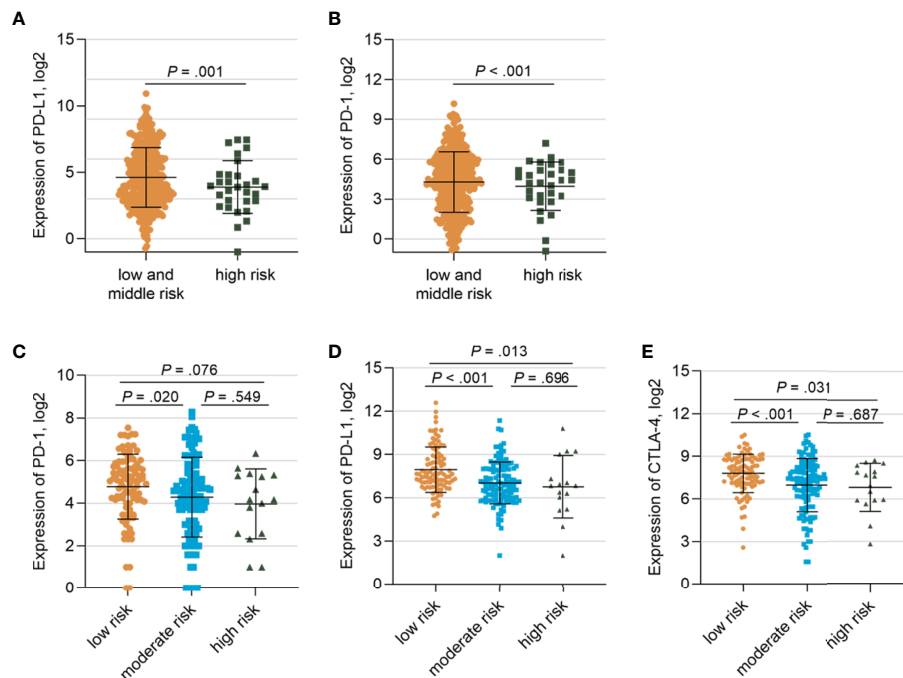 A
Expression of PD-L1, log2
15
10
5
0
P = .001
low and
middle risk
high risk
B
Expression of PD-1, log2
15
12
9
6
3
0
P < .001
low and
middle risk
high risk
C
Expression of PD-1, log2
10
8
6
4
2
0
P = .076
P = .020
P = .549
low risk
moderate risk
high risk
D
Expression of PD-L1, log2
15
12
9
6
3
0
P = .013
P < .001
P = .696
low risk
moderate risk
high risk
E
Expression of CTLA-4, log2
15
12
9
6
3
0
P = .031
P < .001
P = .687
low risk
moderate risk
high risk